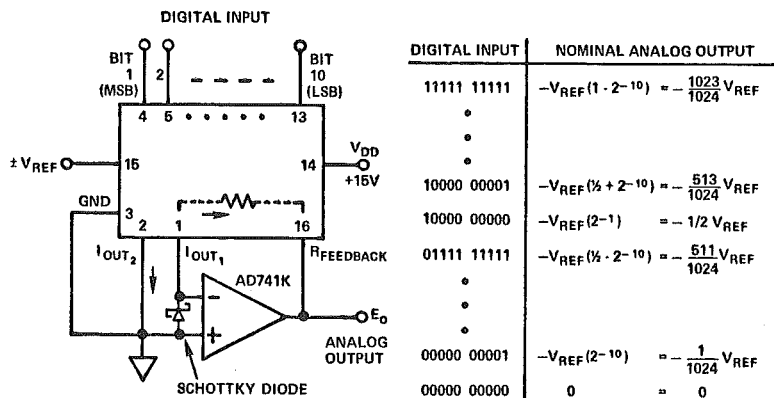 DIGITAL INPUT
BIT 1 (MSB)
2
BIT 10 (LSB)
4 5 13
± VREF
15
14
VDD
+15V
GND
3
2 1 16
IOUT2
IOUT1
RFEEDBACK
AD741K
−
+
E0
ANALOG OUTPUT
SCHOTTKY DIODE
DIGITAL INPUT NOMINAL ANALOG OUTPUT
11111 11111 −VREF(1 - 2−10) = − 1023/1024 VREF
10000 00001 −VREF(½ + 2−10) = − 513/1024 VREF
10000 00000 −VREF(2−1) = − 1/2 VREF
01111 11111 −VREF(½ - 2−10) = − 511/1024 VREF
00000 00001 −VREF(2−10) = − 1/1024 VREF
00000 00000 0 = 0